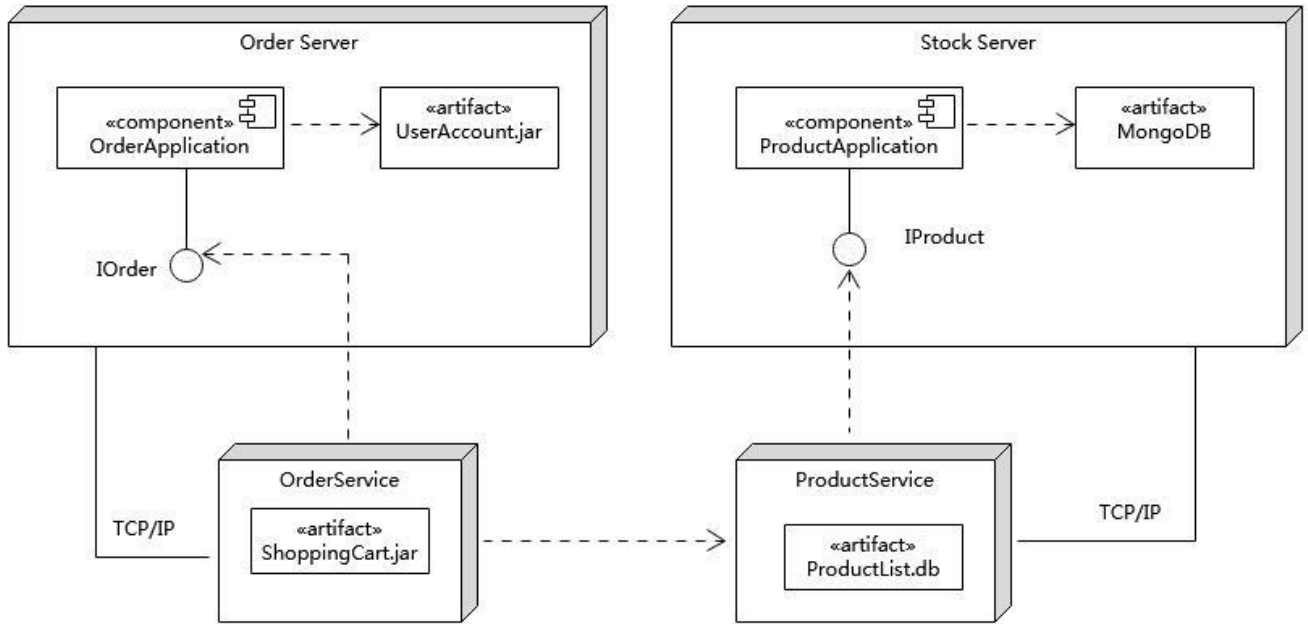 Order Server
«component»
OrderApplication
«artifact»
UserAccount.jar
IOrder
Stock Server
«component»
ProductApplication
«artifact»
MongoDB
IProduct
TCP/IP
OrderService
«artifact»
ShoppingCart.jar
ProductService
«artifact»
ProductList.db
TCP/IP